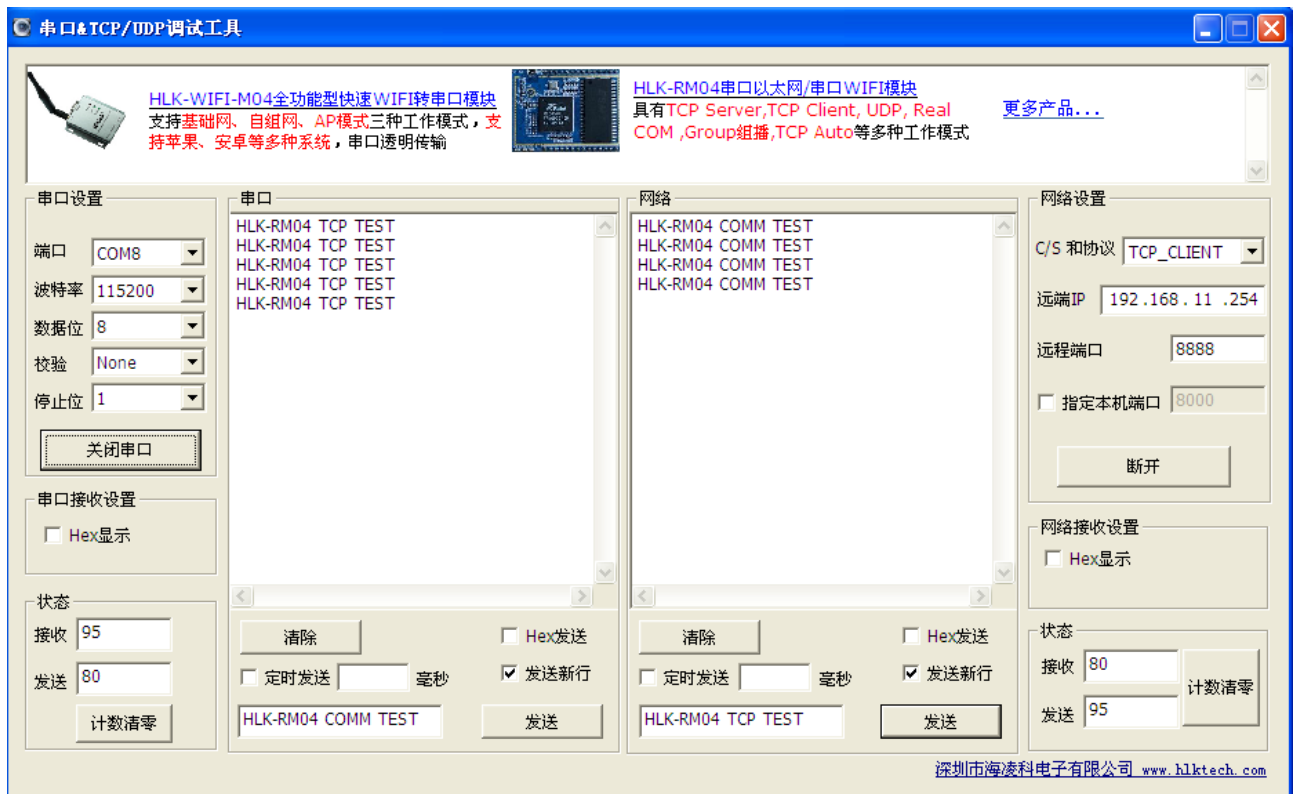 串口&TCP/UDP调试工具
HLK-WIFI-M04全功能型快速WIFI转串口模块
支持基础网、自组网、AP模式三种工作模式，支
持苹果、安卓等多种系统，串口透明传输
HLK-RM04串口以太网/串口WIFI模块
具有TCP Server,TCP Client, UDP, Real
COM ,Group组播,TCP Auto等多种工作模式
更多产品...
串口设置
端口 COM8
波特率 115200
数据位 8
校验 None
停止位 1
关闭串口
串口接收设置
Hex显示
状态
接收 95
发送 80
计数清零
串口
HLK-RM04 TCP TEST
HLK-RM04 TCP TEST
HLK-RM04 TCP TEST
HLK-RM04 TCP TEST
HLK-RM04 TCP TEST
清除
Hex发送
定时发送 毫秒
发送新行
HLK-RM04 COMM TEST
发送
网络
HLK-RM04 COMM TEST
HLK-RM04 COMM TEST
HLK-RM04 COMM TEST
HLK-RM04 COMM TEST
清除
Hex发送
定时发送 毫秒
发送新行
HLK-RM04 TCP TEST
发送
网络设置
C/S 和协议 TCP_CLIENT
远端IP 192 .168 . 11 .254
远程端口 8888
指定本机端口 8000
断开
网络接收设置
Hex显示
状态
接收 80
发送 95
计数清零
深圳市海凌科电子有限公司 www.hlktech.com